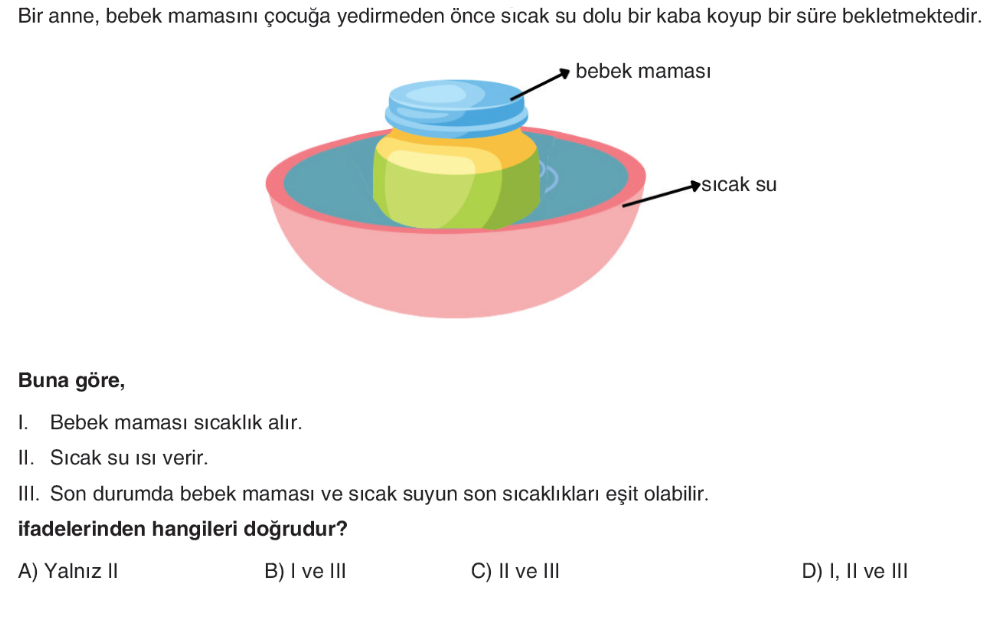 Bir anne, bebek mamasını çocuğa yedirmeden önce sıcak su dolu bir kaba koyup bir süre bekletmektedir.
bebek maması
sıcak su
Buna göre,
I. Bebek maması sıcaklık alır.
II. Sıcak su ısı verir.
III. Son durumda bebek maması ve sıcak suyun son sıcaklıkları eşit olabilir.
ifadelerinden hangileri doğrudur?
A) Yalnız II B) I ve III C) II ve III D) I, II ve III